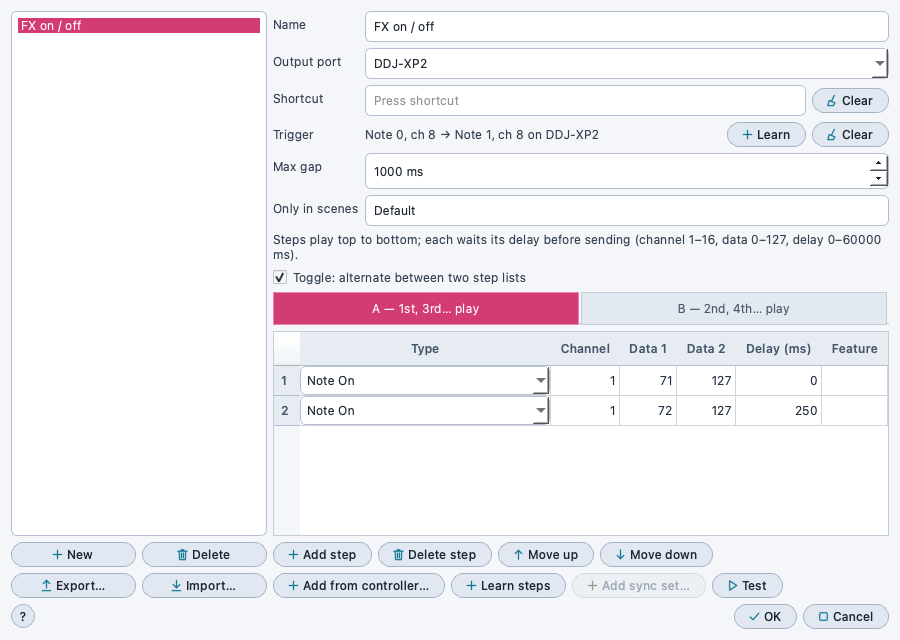 FX on / off
Name
FX on / off
Output port
DDJ-XP2
Shortcut
Press shortcut
Clear
Trigger
Note 0, ch 8 → Note 1, ch 8 on DDJ-XP2
+ Learn
Clear
Max gap
1000 ms
Only in scenes
Default
Steps play top to bottom; each waits its delay before sending (channel 1–16, data 0–127, delay 0–60000
ms).
Toggle: alternate between two step lists
A — 1st, 3rd… play
B — 2nd, 4th… play
Type Channel Data 1 Data 2 Delay (ms) Feature
1 Note On 1 71 127 0
2 Note On 1 72 127 250
+ New
Delete
+ Add step
Delete step
Move up
Move down
Export…
Import…
+ Add from controller…
+ Learn steps
+ Add sync set…
Test
?
OK
Cancel